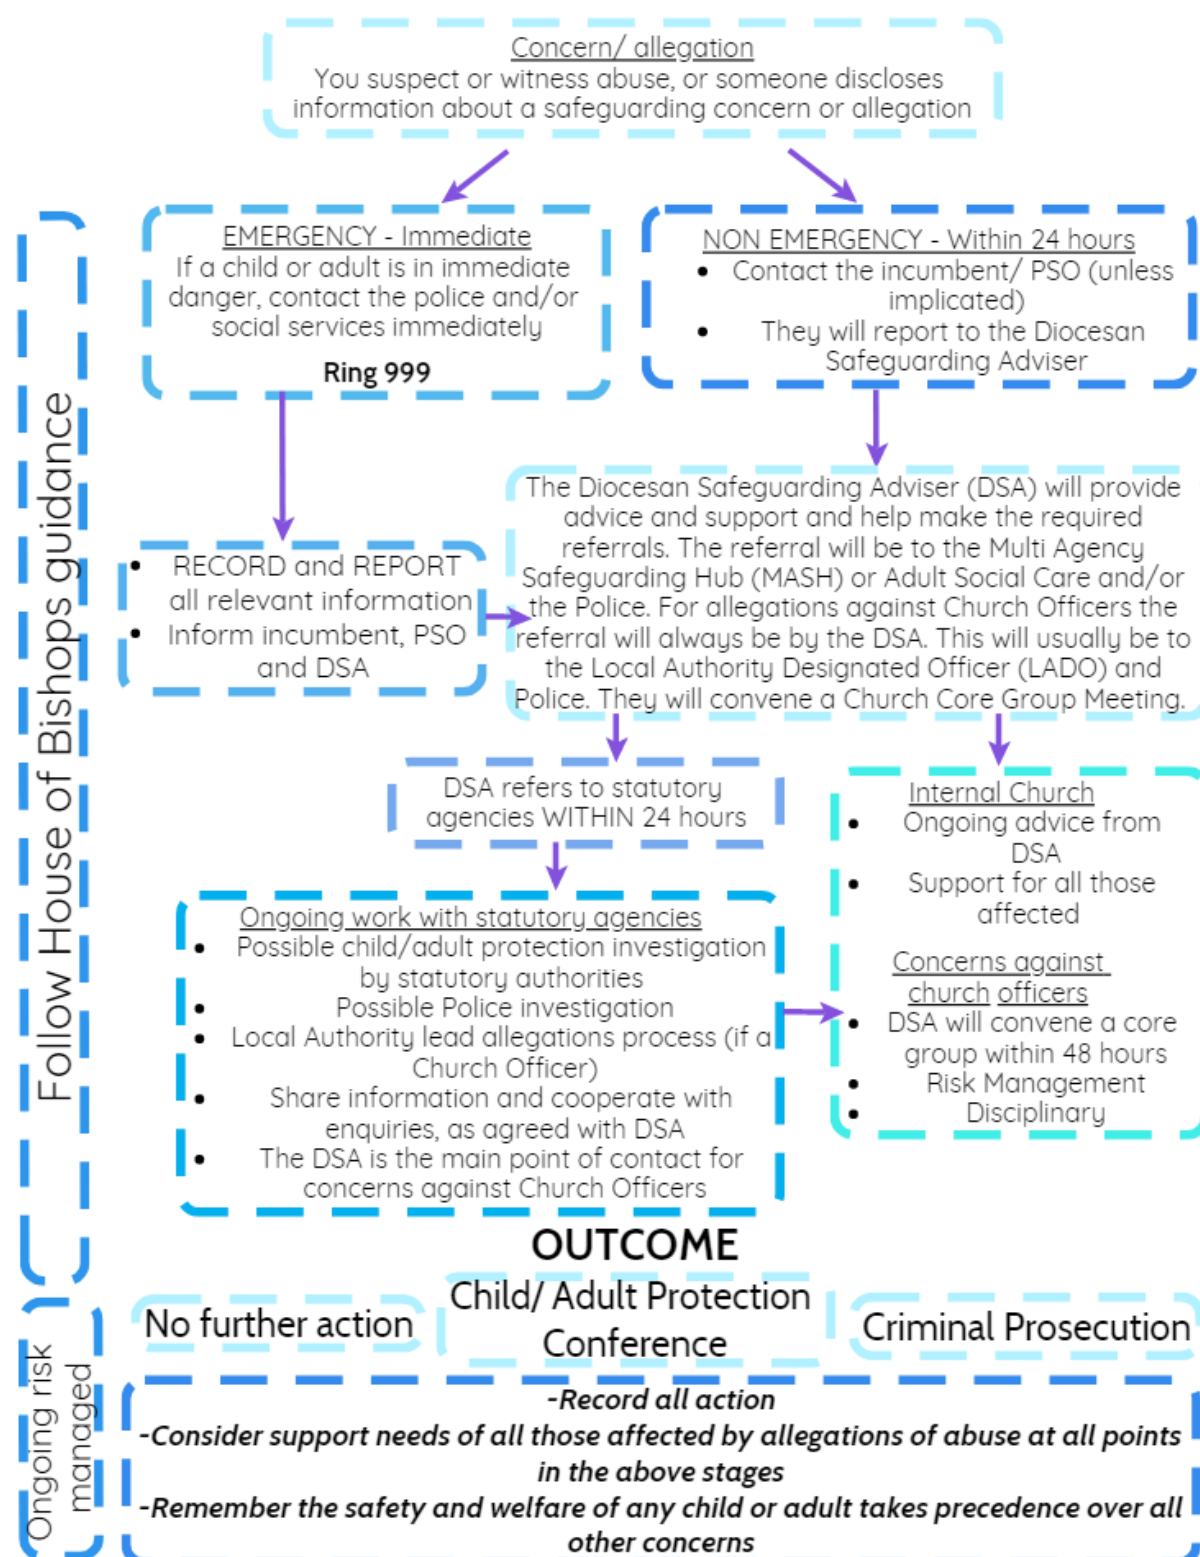 Concern/ allegation
You suspect or witness abuse, or someone discloses
information about a safeguarding concern or allegation
EMERGENCY - Immediate
If a child or adult is in immediate
danger, contact the police and/or
social services immediately
Ring 999
NON EMERGENCY - Within 24 hours
• Contact the incumbent/ PSO (unless
implicated)
• They will report to the Diocesan
Safeguarding Adviser
Follow House of Bishops guidance
• RECORD and REPORT
all relevant information
• Inform incumbent, PSO
and DSA
The Diocesan Safeguarding Adviser (DSA) will provide
advice and support and help make the required
referrals. The referral will be to the Multi Agency
Safeguarding Hub (MASH) or Adult Social Care and/or
the Police. For allegations against Church Officers the
referral will always be by the DSA. This will usually be to
the Local Authority Designated Officer (LADO) and
Police. They will convene a Church Core Group Meeting.
DSA refers to statutory
agencies WITHIN 24 hours
Internal Church
• Ongoing advice from
DSA
• Support for all those
affected
Concerns against
church officers
• DSA will convene a core
group within 48 hours
• Risk Management
• Disciplinary
Ongoing work with statutory agencies
• Possible child/adult protection investigation
by statutory authorities
• Possible Police investigation
• Local Authority lead allegations process (if a
Church Officer)
• Share information and cooperate with
enquiries, as agreed with DSA
• The DSA is the main point of contact for
concerns against Church Officers
OUTCOME
No further action
Child/ Adult Protection
Conference
Criminal Prosecution
Ongoing risk
managed
-Record all action
-Consider support needs of all those affected by allegations of abuse at all points
in the above stages
-Remember the safety and welfare of any child or adult takes precedence over all
other concerns